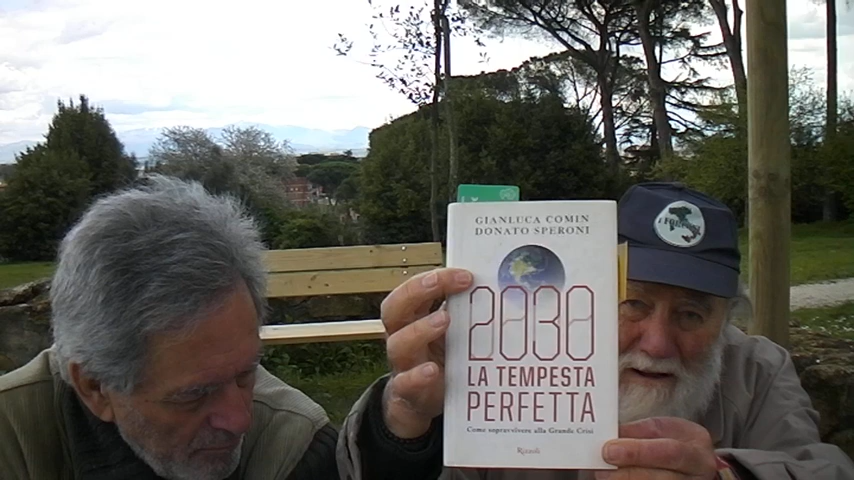 GIANLUCA COMIN
DONATO SPERONI
2030
LA TEMPESTA
PERFETTA
Come sopravvivere alla Grande Crisi
Rizzoli